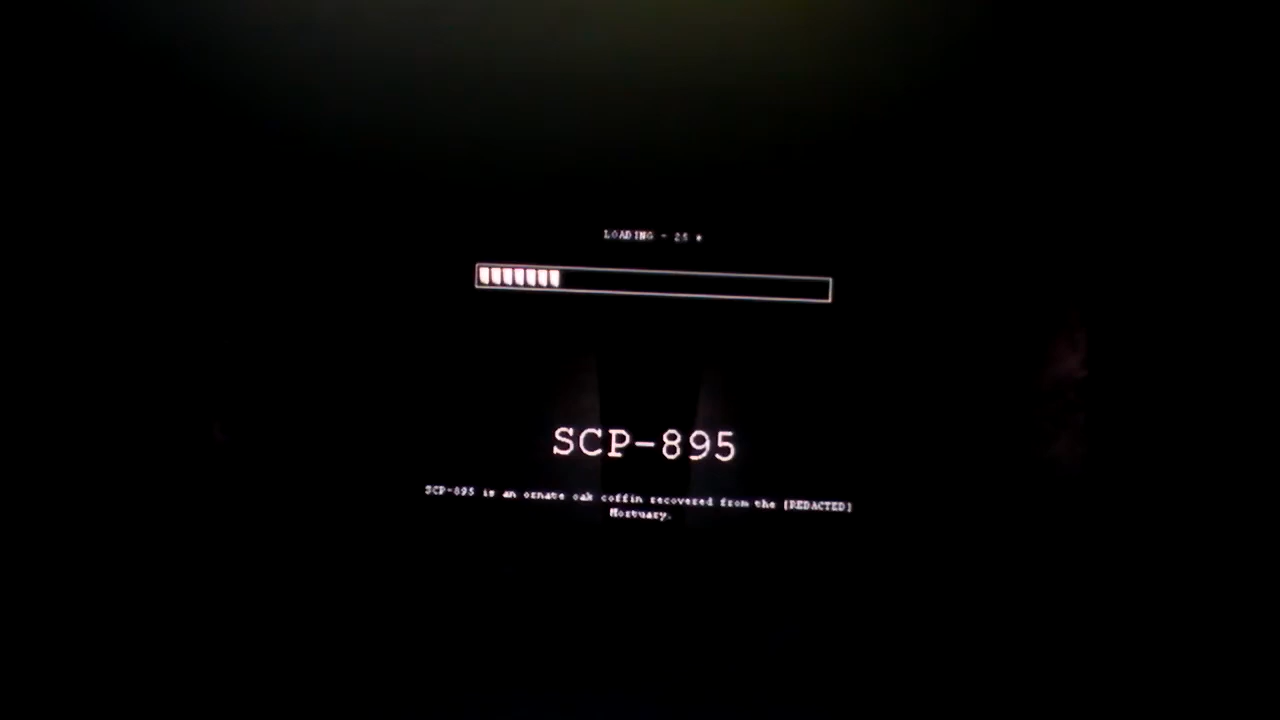 LOADING - 25 %
SCP-895
SCP-895 is an ornate oak coffin recovered from the [REDACTED]
Mortuary.